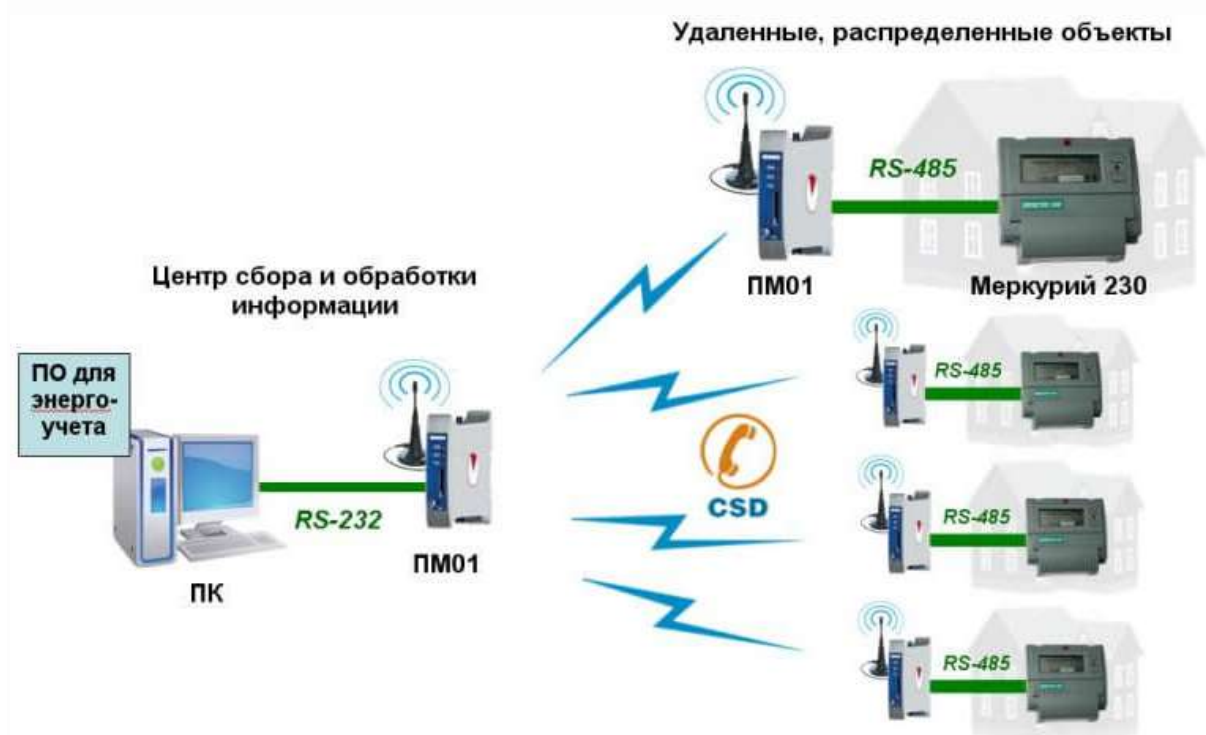 Удаленные, распределенные объекты
RS-485
ПМ01
Меркурий 230
Центр сбора и обработки
информации
ПО для
энерго-
учета
RS-232
ПМ01
ПК
CSD
RS-485
RS-485
RS-485